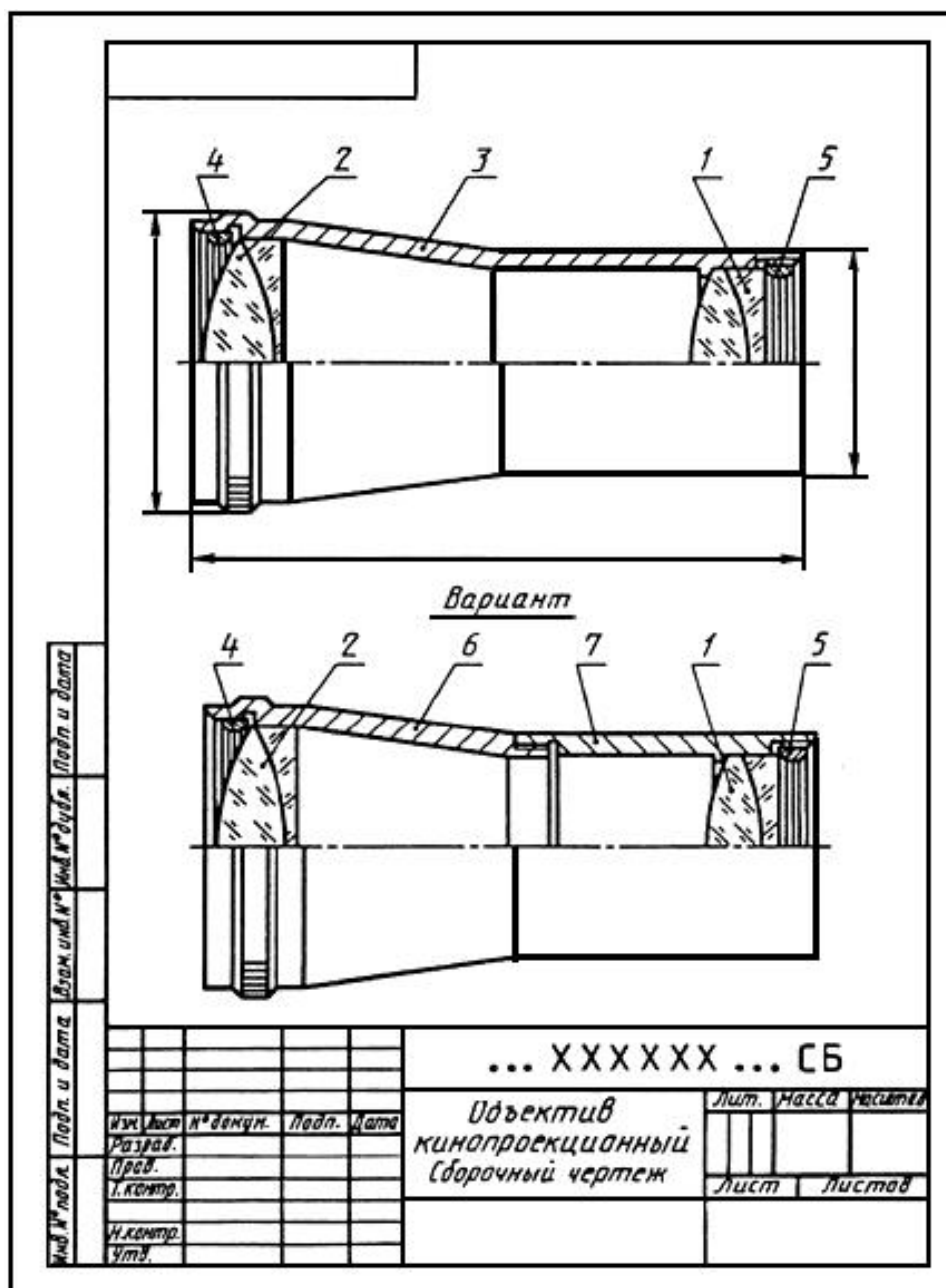 4 2 3 1 5
Вариант
4 2 6 7 1 5
Инв. № подл. Подп. и дата Взам. инв. № Инв. № дубл. Подп. и дата
... XXXXXX ... СБ
Объектив
кинопроекционный
Сборочный чертеж
Лит. Масса Масштаб
Лист Листов
Изм. Лист № докум. Подп. Дата
Разраб.
Пров.
Т.контр.
Н.контр.
Утв.